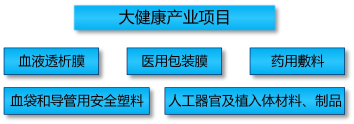 大健康产业项目
血液透析膜
医用包装膜
药用敷料
血袋和导管用安全塑料
人工器官及植入体材料、制品